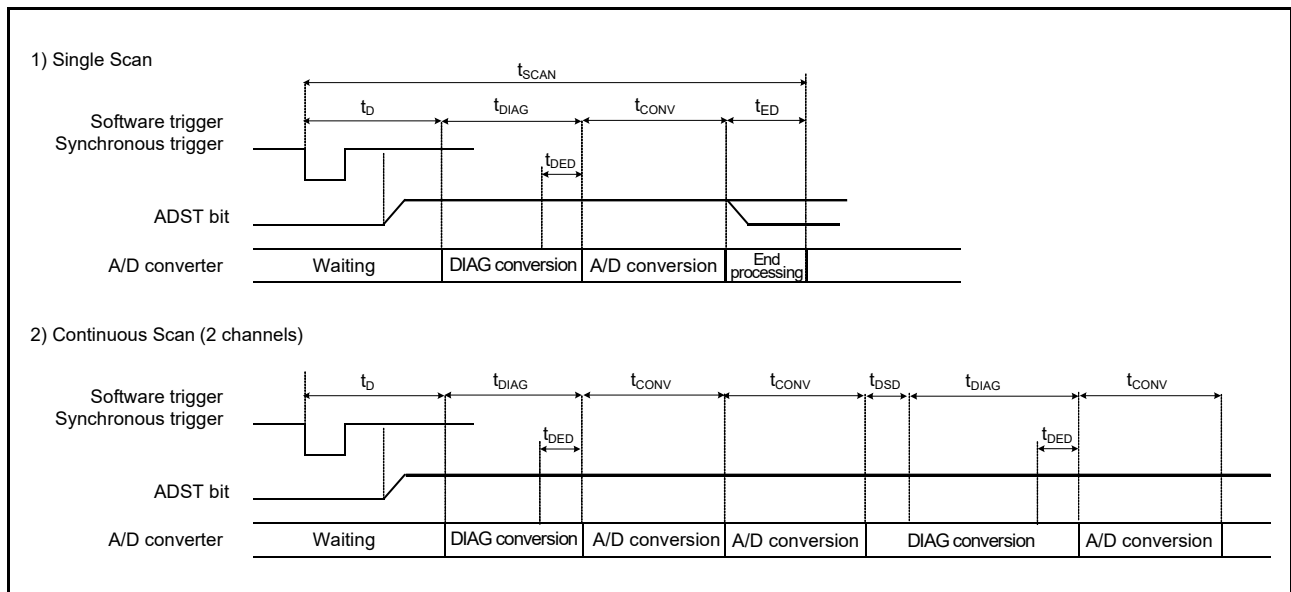 1) Single Scan
tSCAN
tD tDIAG tCONV tED
Software trigger
Synchronous trigger
tDED
ADST bit
A/D converter Waiting DIAG conversion A/D conversion End processing
2) Continuous Scan (2 channels)
tD tDIAG tCONV tCONV tDSD tDIAG tCONV
Software trigger
Synchronous trigger
tDED tDED
ADST bit
A/D converter Waiting DIAG conversion A/D conversion A/D conversion DIAG conversion A/D conversion